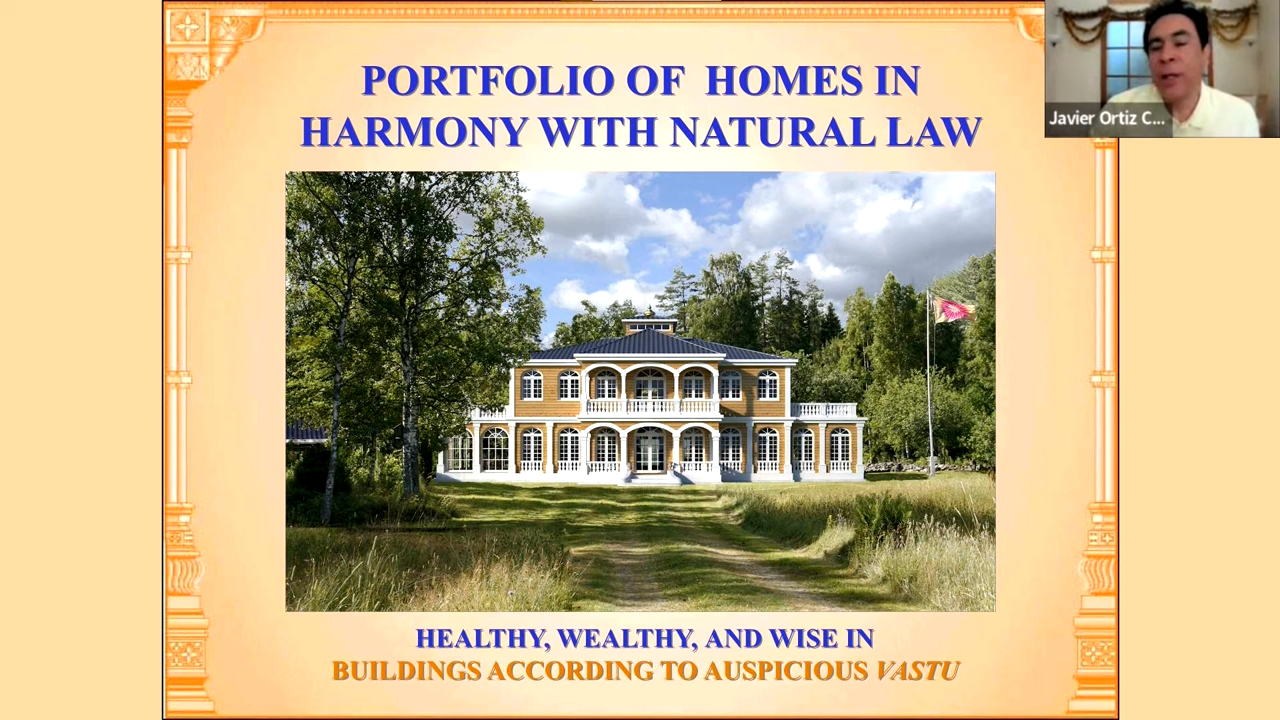 PORTFOLIO OF HOMES IN
HARMONY WITH NATURAL LAW
Javier Ortiz C...
HEALTHY, WEALTHY, AND WISE IN
BUILDINGS ACCORDING TO AUSPICIOUS VASTU